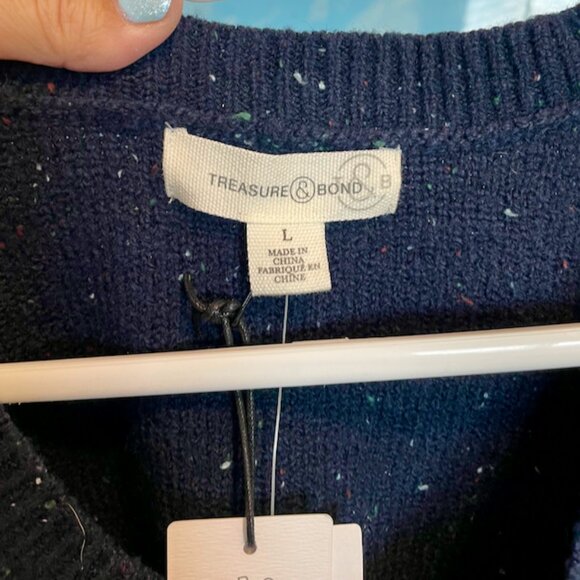 TREASURE & BOND
& B
L
MADE IN
CHINA
FABRIQUÉ EN
CHINE